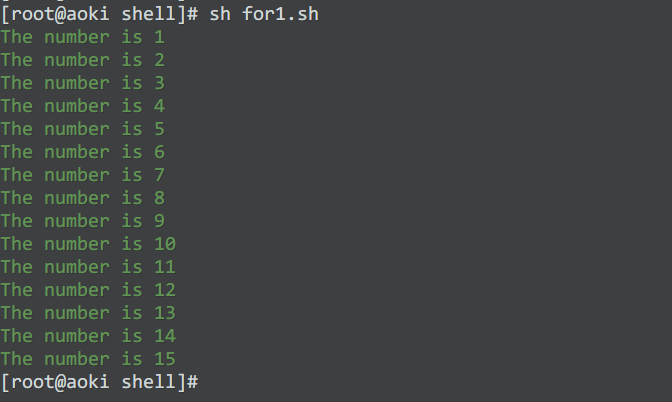 [root@aoki shell]# sh for1.sh
The number is 1
The number is 2
The number is 3
The number is 4
The number is 5
The number is 6
The number is 7
The number is 8
The number is 9
The number is 10
The number is 11
The number is 12
The number is 13
The number is 14
The number is 15
[root@aoki shell]#